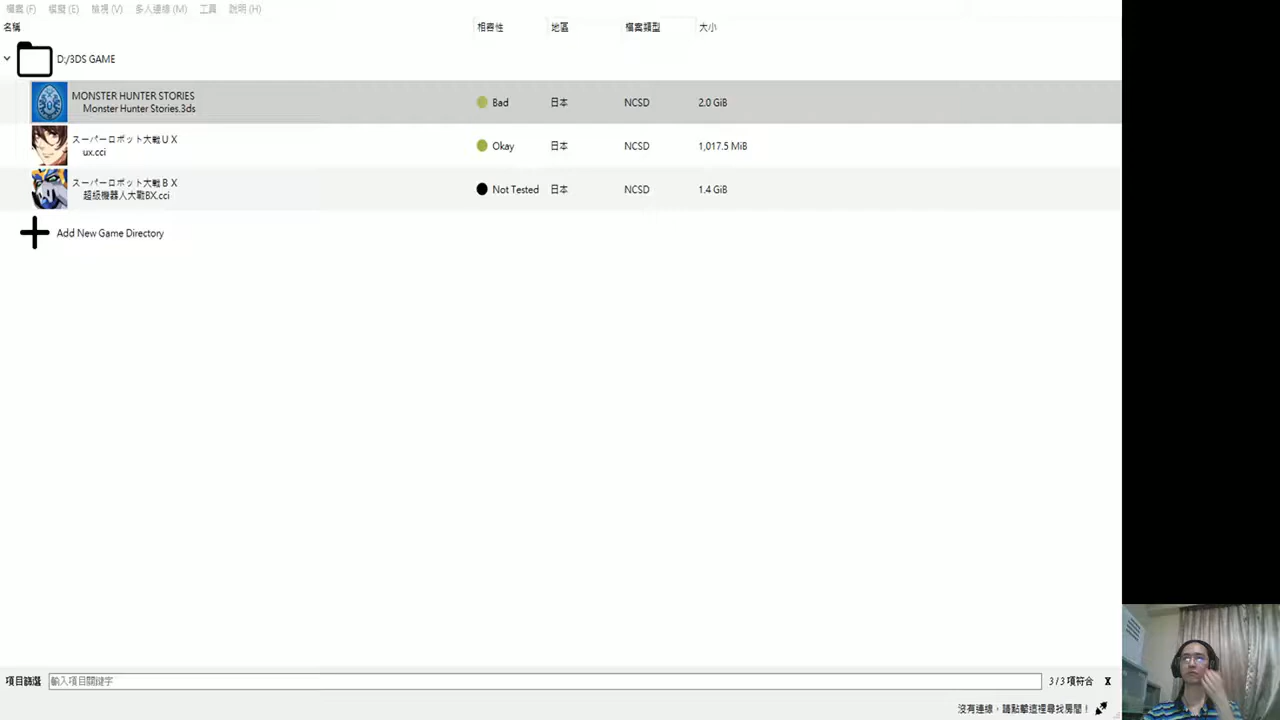 檔案 (F) 模擬 (E) 檢視 (V) 多人連線 (M) 工具 說明 (H)
名稱 相容性 地區 檔案類型 大小
D:/3DS GAME
MONSTER HUNTER STORIES
Monster Hunter Stories.3ds Bad 日本 NCSD 2.0 GiB
スーパーロボット大戦ＵＸ
ux.cci Okay 日本 NCSD 1,017.5 MiB
スーパーロボット大戦ＢＸ
超級機器人大戰BX.cci Not Tested 日本 NCSD 1.4 GiB
Add New Game Directory
項目篩選 輸入項目關鍵字 3 / 3 項符合 X
沒有連線，請點擊這裡尋找房間！